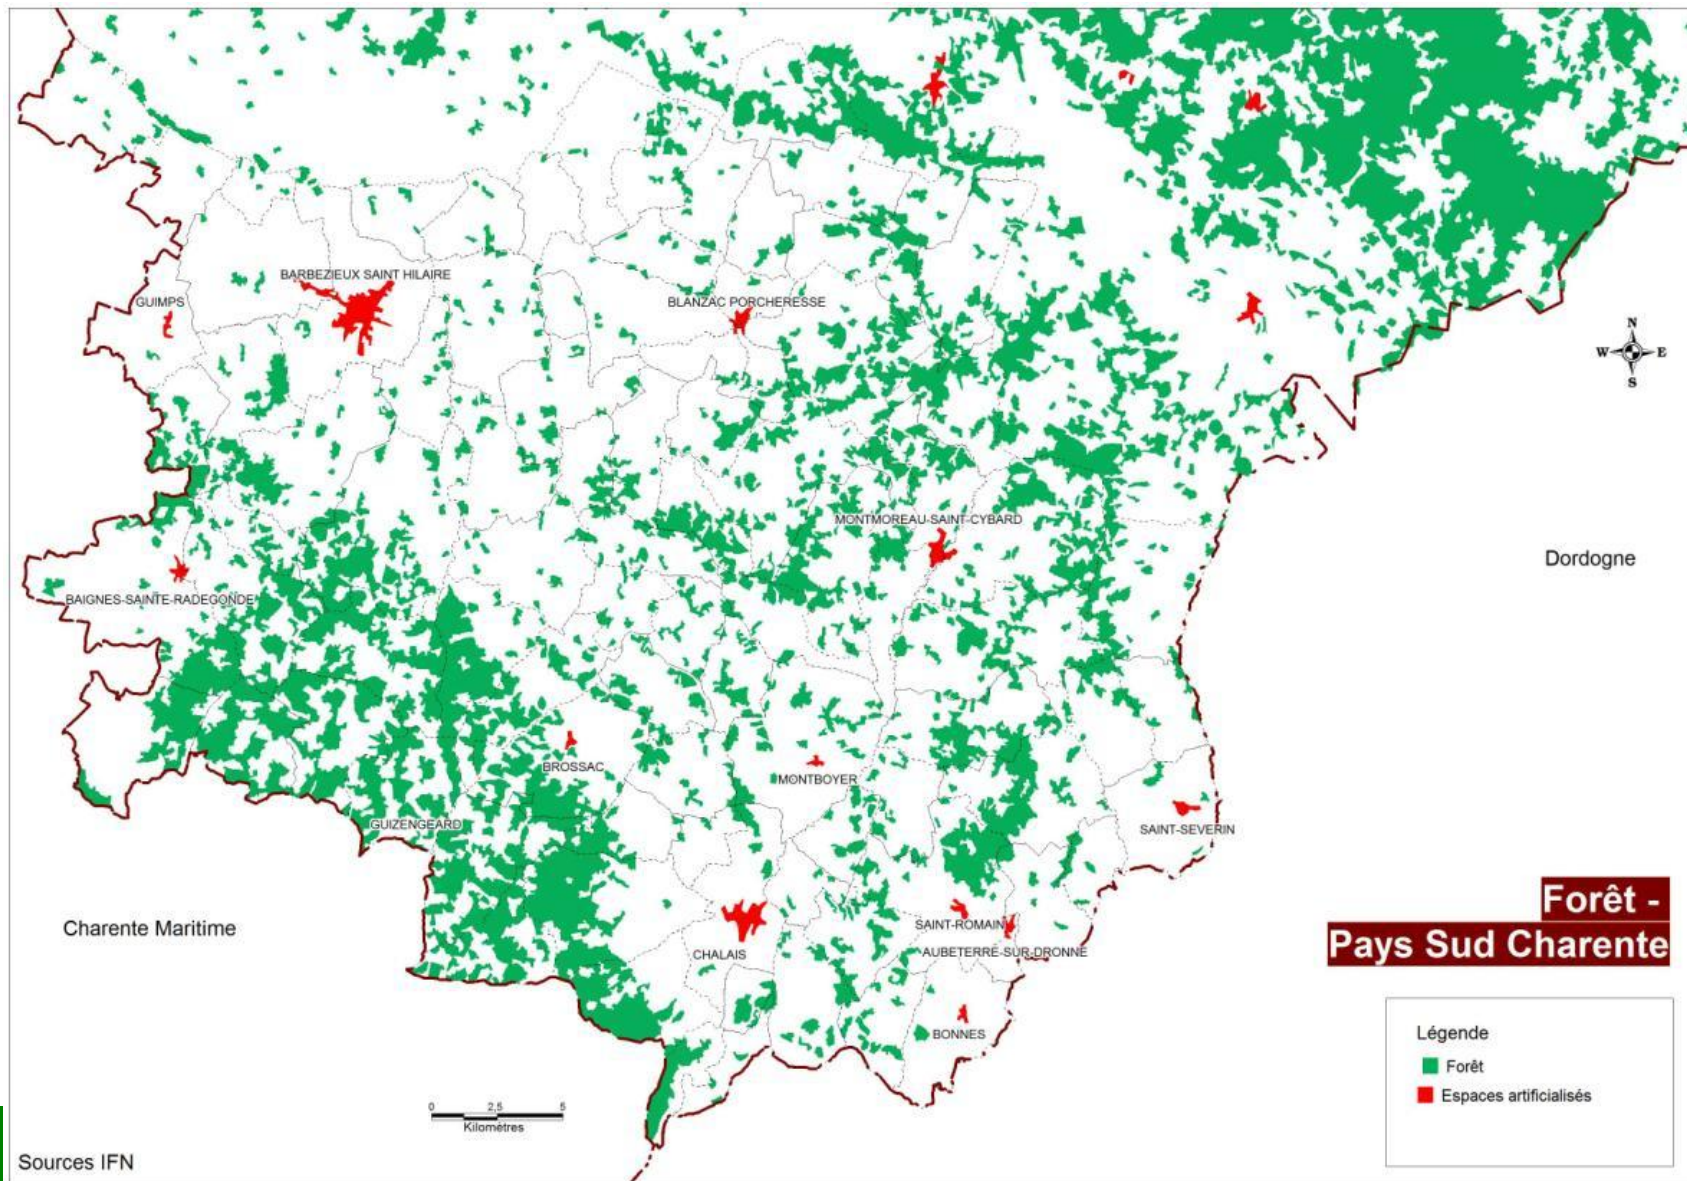 BARBEZIEUX SAINT HILAIRE
GUIMPS
BLANZAC PORCHERESSE
N
W E
S
MONTMOREAU-SAINT-CYBARD
Dordogne
BAIGNES-SAINTE-RADEGONDE
BROSSAC
MONTBOYER
GUIZENGEARD
SAINT-SEVERIN
Forêt -
Pays Sud Charente
Charente Maritime
SAINT-ROMAIN
CHALAIS
AUBETERRE-SUR-DRONNE
BONNES
Légende
Forêt
Espaces artificialisés
0 2,5 5
Kilomètres
Sources IFN